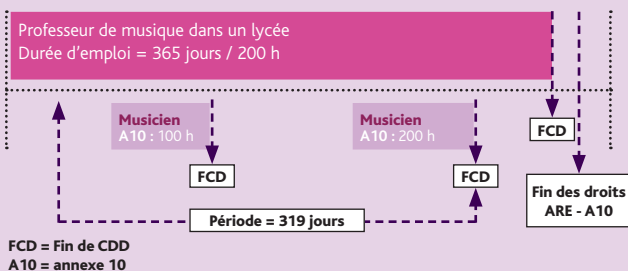 Professeur de musique dans un lycée
Durée d'emploi = 365 jours / 200 h
Musicien
A10 : 100 h
Musicien
A10 : 200 h
FCD
FCD
FCD
Fin des droits
ARE - A10
Période = 319 jours
FCD = Fin de CDD
A10 = annexe 10